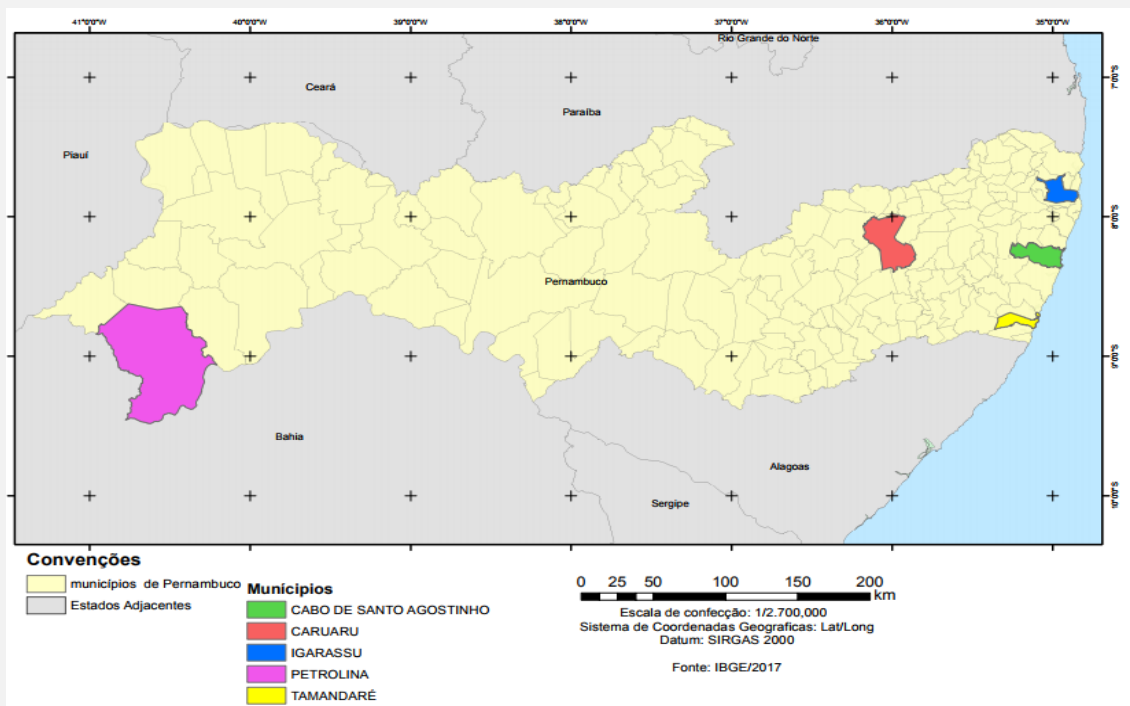 41°0'0"W 40°0'0"W 39°0'0"W 38°0'0"W 37°0'0"W 36°0'0"W 35°0'0"W
Rio Grande do Norte
7°0'0"S
Ceará
Paraíba
Piauí
8°0'0"S
Pernambuco
9°0'0"S
Bahia
Alagoas
Sergipe
10°0'0"S
Convenções
municípios de Pernambuco
Estados Adjacentes
Munícipios
CABO DE SANTO AGOSTINHO
CARUARU
IGARASSU
PETROLINA
TAMANDARÉ
0 25 50 100 150 200
km
Escala de confecção: 1/2.700,000
Sistema de Coordenadas Geograficas: Lat/Long
Datum: SIRGAS 2000
Fonte: IBGE/2017